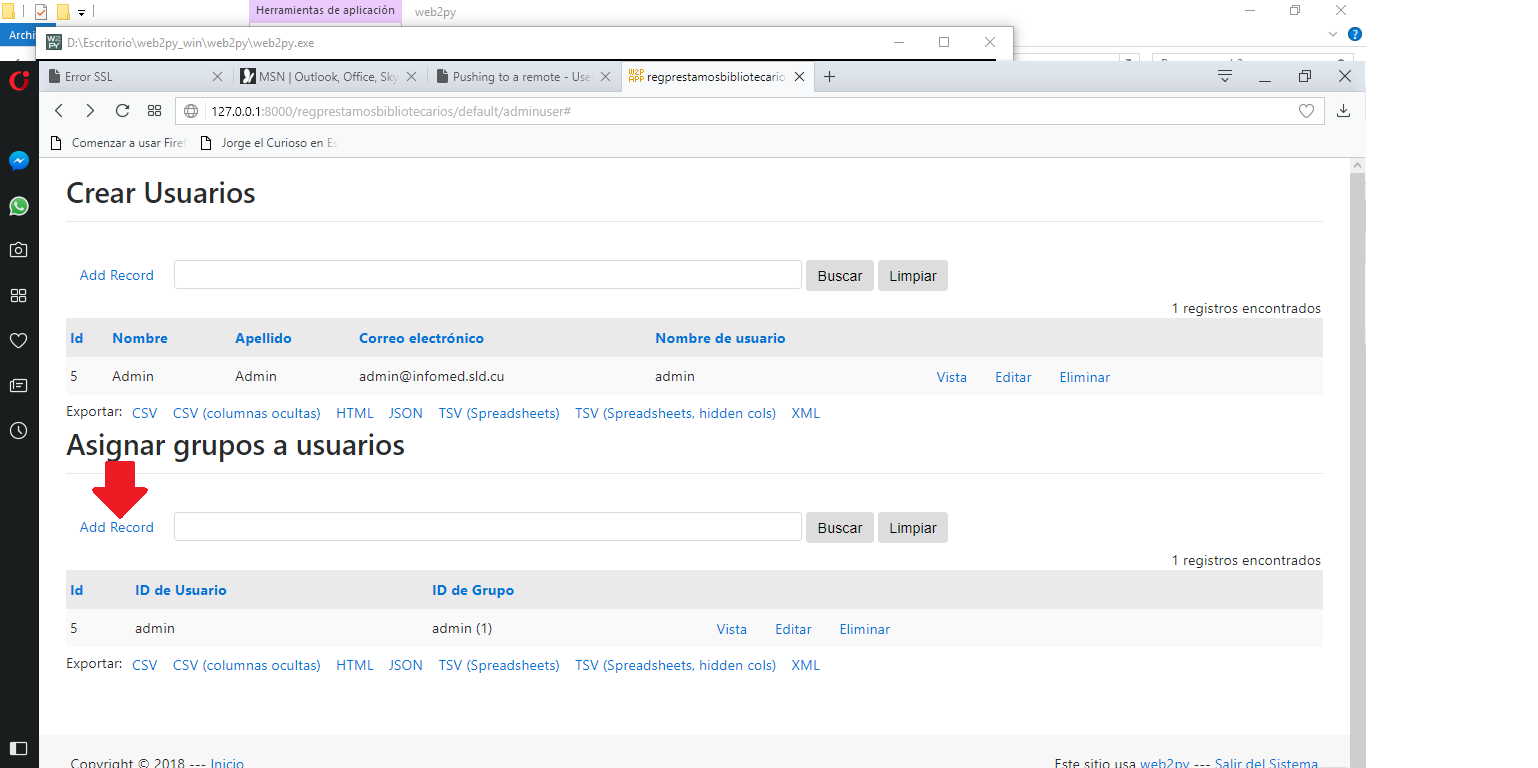 Herramientas de aplicación
web2py
Archi
D:\Escritorio\web2py_win\web2py\web2py.exe
Error SSL
MSN | Outlook, Office, Sky
Pushing to a remote - Use
regprestamosbibliotecario
127.0.0.1:8000/regprestamosbibliotecarios/default/adminuser#
Comenzar a usar Firef
Jorge el Curioso en Es
Crear Usuarios
Add Record
Buscar
Limpiar
1 registros encontrados
Id Nombre Apellido Correo electrónico Nombre de usuario
5 Admin Admin admin@infomed.sld.cu admin Vista Editar Eliminar
Exportar: CSV CSV (columnas ocultas) HTML JSON TSV (Spreadsheets) TSV (Spreadsheets, hidden cols) XML
Asignar grupos a usuarios
Add Record
Buscar
Limpiar
1 registros encontrados
Id ID de Usuario ID de Grupo
5 admin admin (1) Vista Editar Eliminar
Exportar: CSV CSV (columnas ocultas) HTML JSON TSV (Spreadsheets) TSV (Spreadsheets, hidden cols) XML
Copyright © 2018 --- Inicio
Este sitio usa web2py --- Salir del Sistema